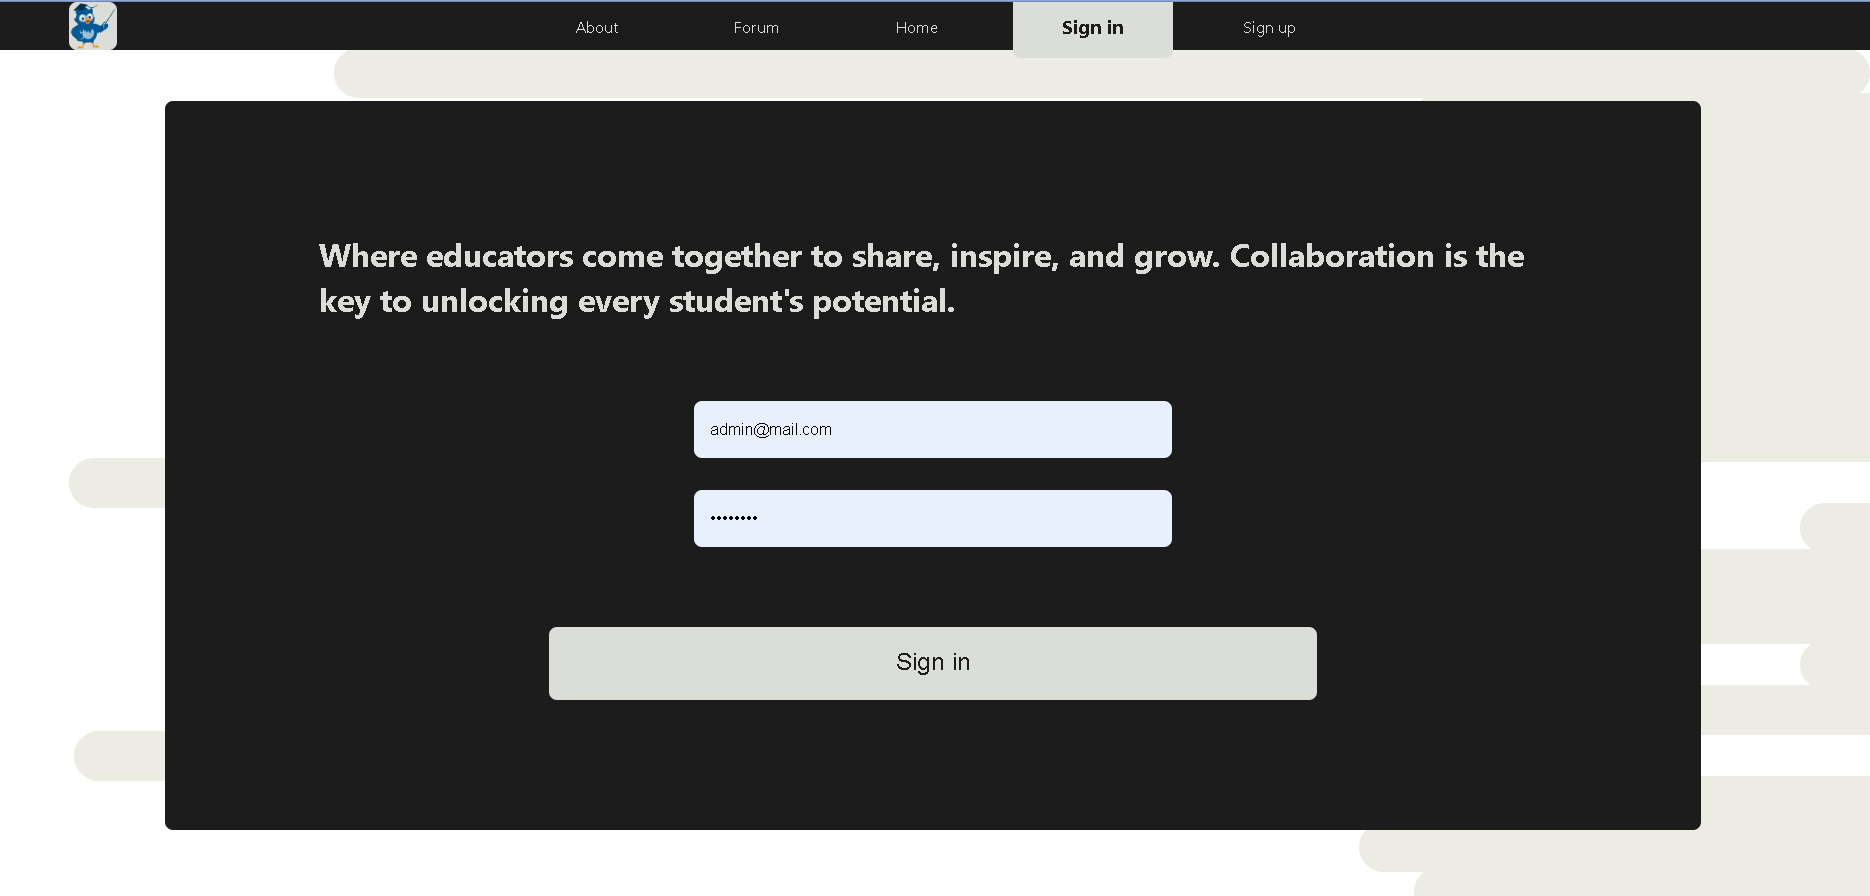 About Forum Home Sign in Sign up
Where educators come together to share, inspire, and grow. Collaboration is the
key to unlocking every student's potential.
admin@mail.com
••••••••
Sign in